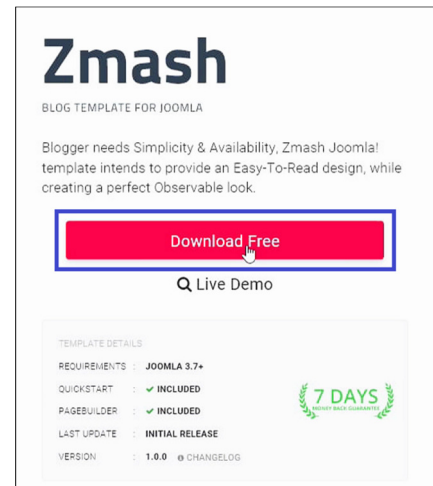 Zmash
BLOG TEMPLATE FOR JOOMLA
Blogger needs Simplicity & Availability, Zmash Joomla!
template intends to provide an Easy-To-Read design, while
creating a perfect Observable look.
Download Free
Live Demo
TEMPLATE DETAILS
REQUIREMENTS : JOOMLA 3.7+
QUICKSTART : ✓ INCLUDED
PAGEBUILDER : ✓ INCLUDED
LAST UPDATE : INITIAL RELEASE
VERSION : 1.0.0 CHANGELOG
7 DAYS
MONEY BACK GUARANTEE